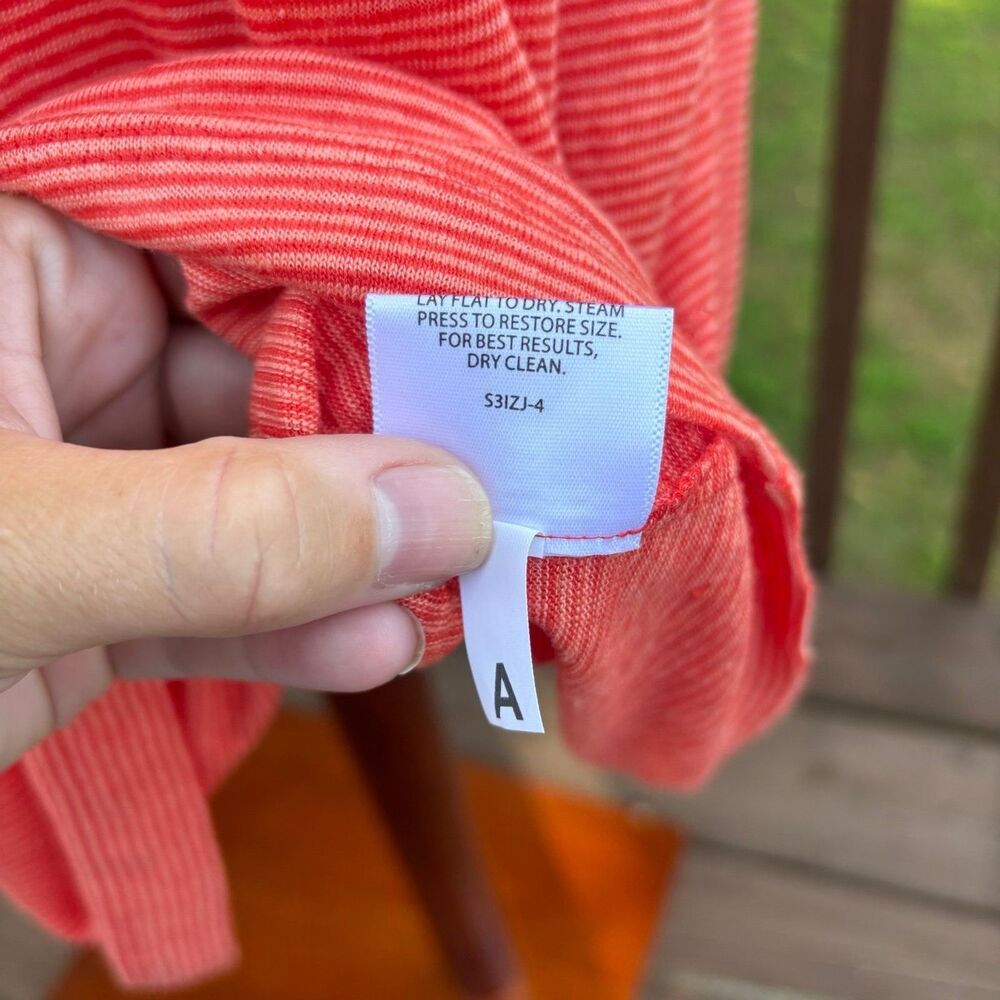 LAY FLAT TO DRY. STEAM
PRESS TO RESTORE SIZE.
FOR BEST RESULTS,
DRY CLEAN.
S3IZJ-4
A